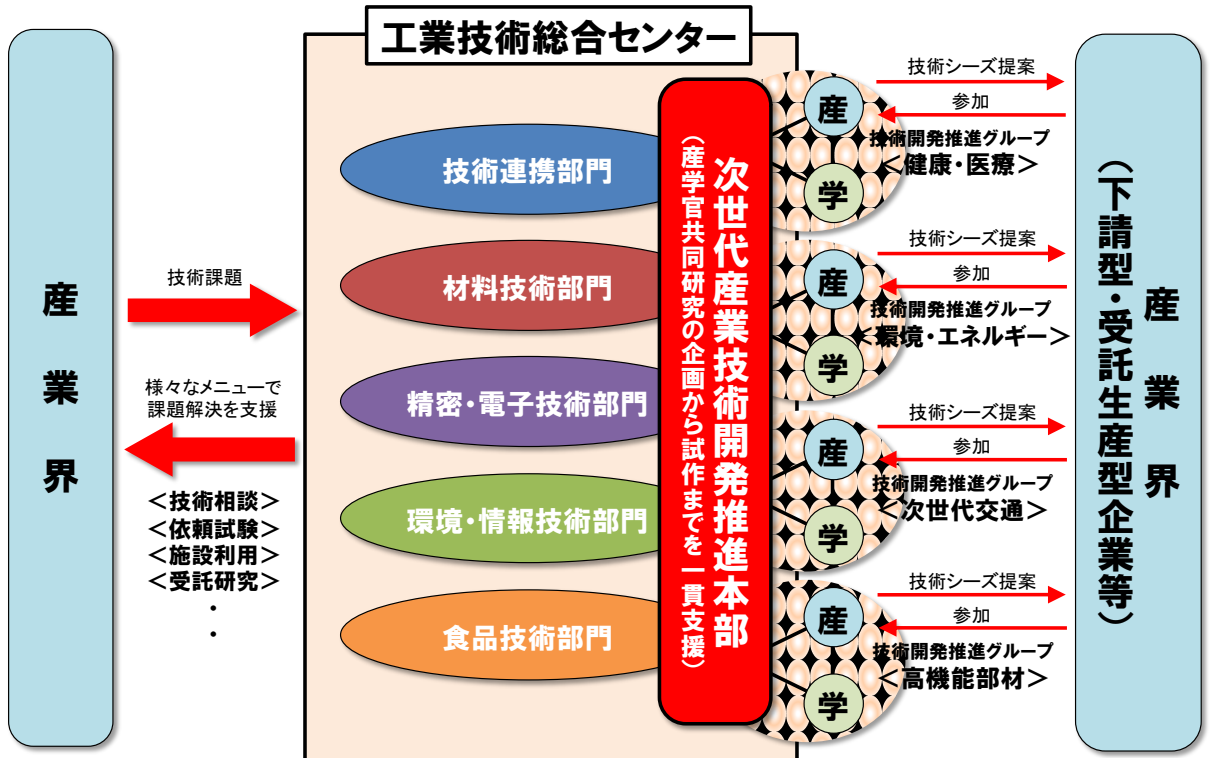 工業技術総合センター
産業界
技術課題
様々なメニューで
課題解決を支援
＜技術相談＞
＜依頼試験＞
＜施設利用＞
＜受託研究＞
・
・
技術連携部門
材料技術部門
精密・電子技術部門
環境・情報技術部門
食品技術部門
次世代産業技術開発推進本部
（産学官共同研究の企画から試作までを一貫支援）
産
学
技術シーズ提案
参加
技術開発推進グループ
＜健康・医療＞
産
学
技術シーズ提案
参加
技術開発推進グループ
＜環境・エネルギー＞
産
学
技術シーズ提案
参加
技術開発推進グループ
＜次世代交通＞
産
学
技術シーズ提案
参加
技術開発推進グループ
＜高機能部材＞
産業界
（下請型・受託生産型企業等）